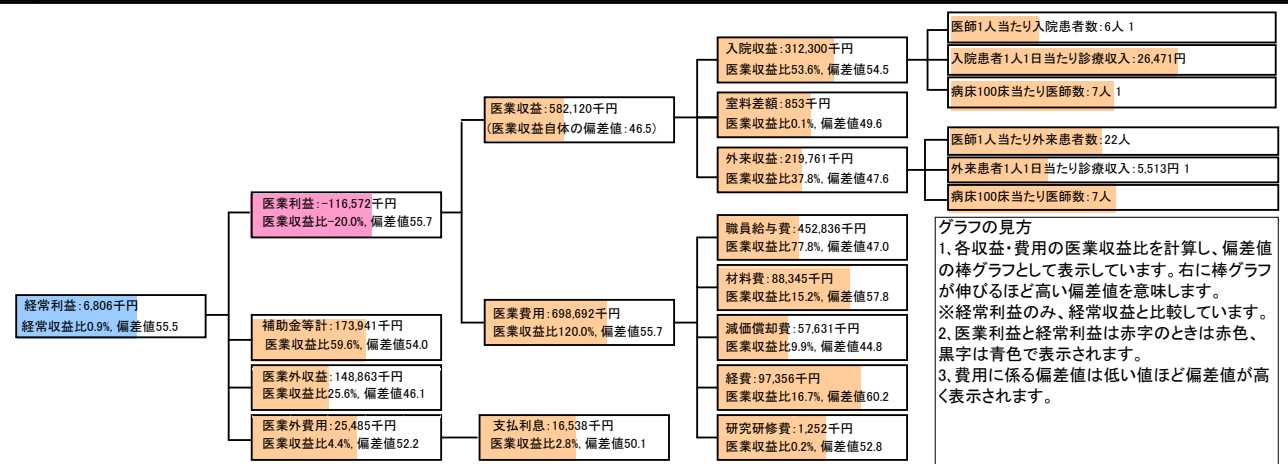 経常利益:6,806千円
経常収比0.9%, 偏差値55.5
医業利益:-116,572千円
医業収益比-20.0%, 偏差値55.7
補助金等計:173,941千円
医業収益比59.6%, 偏差値54.0
医業外収益:148,863千円
医業収益比25.6%, 偏差値46.1
医業外費用:25,485千円
医業収益比4.4%, 偏差値52.2
医業収益:582,120千円
(医業収益自体の偏差値:46.5)
医業費用:698,692千円
医業収益比120.0%, 偏差値55.7
支払利息:16,538千円
医業収益比2.8%, 偏差値50.1
入院収益:312,300千円
医業収益比53.6%, 偏差値54.5
室料差額:853千円
医業収益比0.1%, 偏差値49.6
外来収益:219,761千円
医業収益比37.8%, 偏差値47.6
職員給与費:452,836千円
医業収益比77.8%, 偏差値47.0
材料費:88,345千円
医業収益比15.2%, 偏差値57.8
減価償却費:57,631千円
医業収益比9.9%, 偏差値44.8
経費:97,356千円
医業収益比16.7%, 偏差値60.2
研究研修費:1,252千円
医業収益比0.2%, 偏差値52.8
医師1人当たり入院患者数:6人 1
入院患者1人1日当たり診療収入:26,471円
病床100床当たり医師数:7人 1
医師1人当たり外来患者数:22人
外来患者1人1日当たり診療収入:5,513円 1
病床100床当たり医師数:7人
グラフの見方
1、各収益・費用の医業収益比を計算し、偏差値
の棒グラフとして表示しています。右に棒グラフ
が伸びるほど高い偏差値を意味します。
※経常利益のみ、経常収益と比較しています。
2、医業利益と経常利益は赤字のときは赤色、
黒字は青色で表示されます。
3、費用に係る偏差値は低い値ほど偏差値が高
く表示されます。